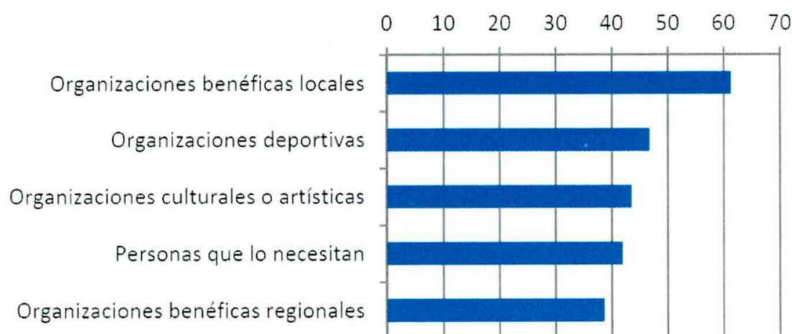 0 10 20 30 40 50 60 70
Organizaciones benéficas locales
Organizaciones deportivas
Organizaciones culturales o artísticas
Personas que lo necesitan
Organizaciones benéficas regionales